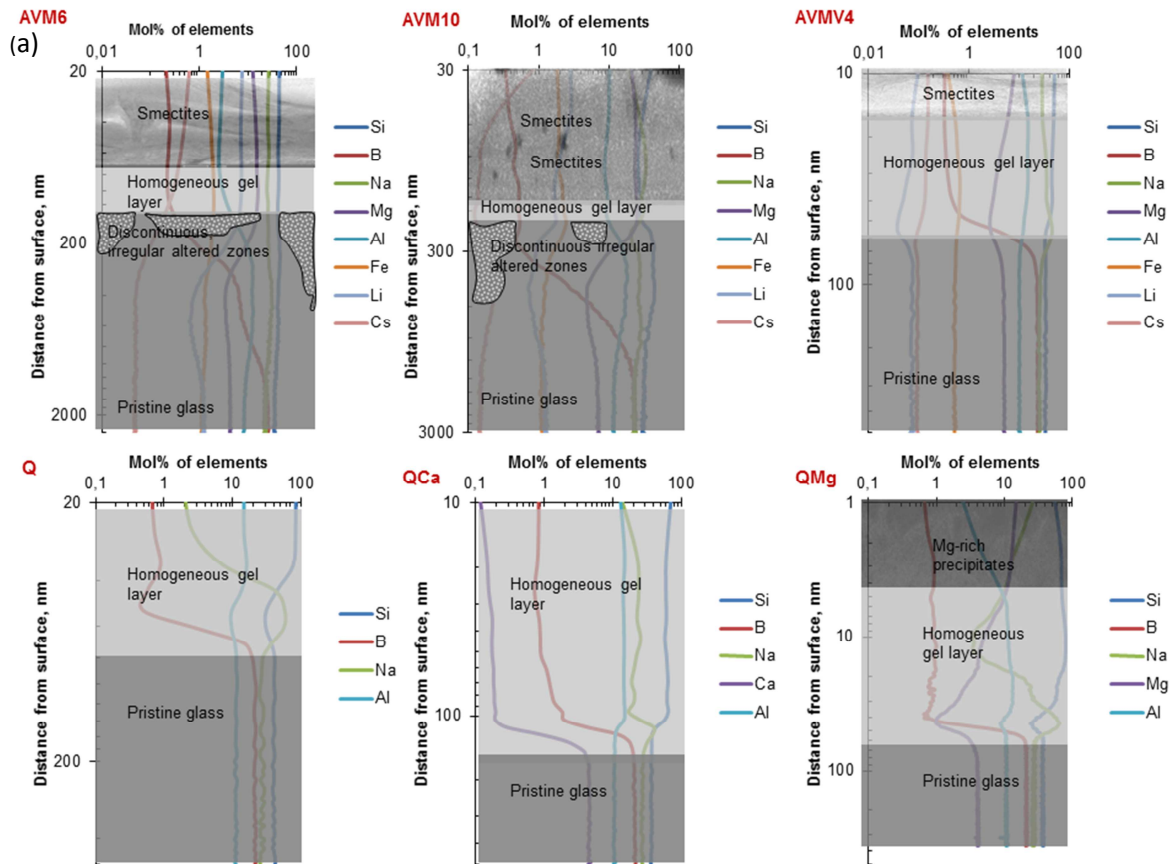 AVM6
(a)
Mol% of elements
0,01 1 100
20
200
2000
Distance from surface, nm
Smectites
Homogeneous gel
layer
Discontinuous
irregular altered zones
Pristine glass
Si
B
Na
Mg
Al
Fe
Li
Cs
AVM10
Mol% of elements
0,1 1 10 100
30
300
3000
Distance from surface, nm
Smectites
Smectites
Homogeneous gel layer
Discontinuous irregular
altered zones
Pristine glass
Si
B
Na
Mg
Al
Fe
Li
Cs
AVMV4
Mol% of elements
0,01 1 100
10
100
Distance from surface, nm
Smectites
Homogeneous gel layer
Pristine glass
Si
B
Na
Mg
Al
Fe
Li
Cs
Q
Mol% of elements
0,1 1 10 100
20
200
Distance from surface, nm
Homogeneous gel
layer
Pristine glass
Si
B
Na
Al
QCa
Mol% of elements
0,1 1 10 100
10
100
Distance from surface, nm
Homogeneous gel
layer
Pristine glass
Si
B
Na
Ca
Al
QMg
Mol% of elements
0,1 1 10 100
1
10
100
Distance from surface, nm
Mg-rich
precipitates
Homogeneous
gel layer
Pristine glass
Si
B
Na
Mg
Al